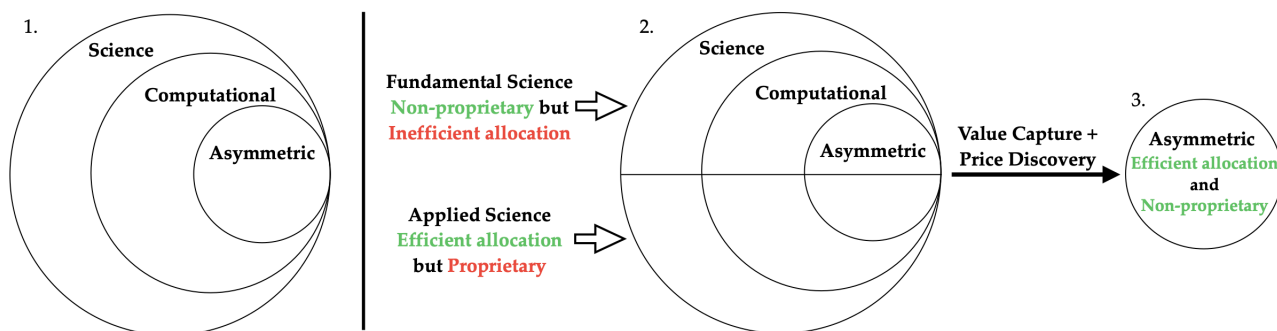 1.
Science
Computational
Asymmetric
2.
Fundamental Science
Non-proprietary but
Inefficient allocation
Applied Science
Efficient allocation
but Proprietary
Science
Computational
Asymmetric
Value Capture +
Price Discovery
3.
Asymmetric
Efficient allocation
and
Non-proprietary